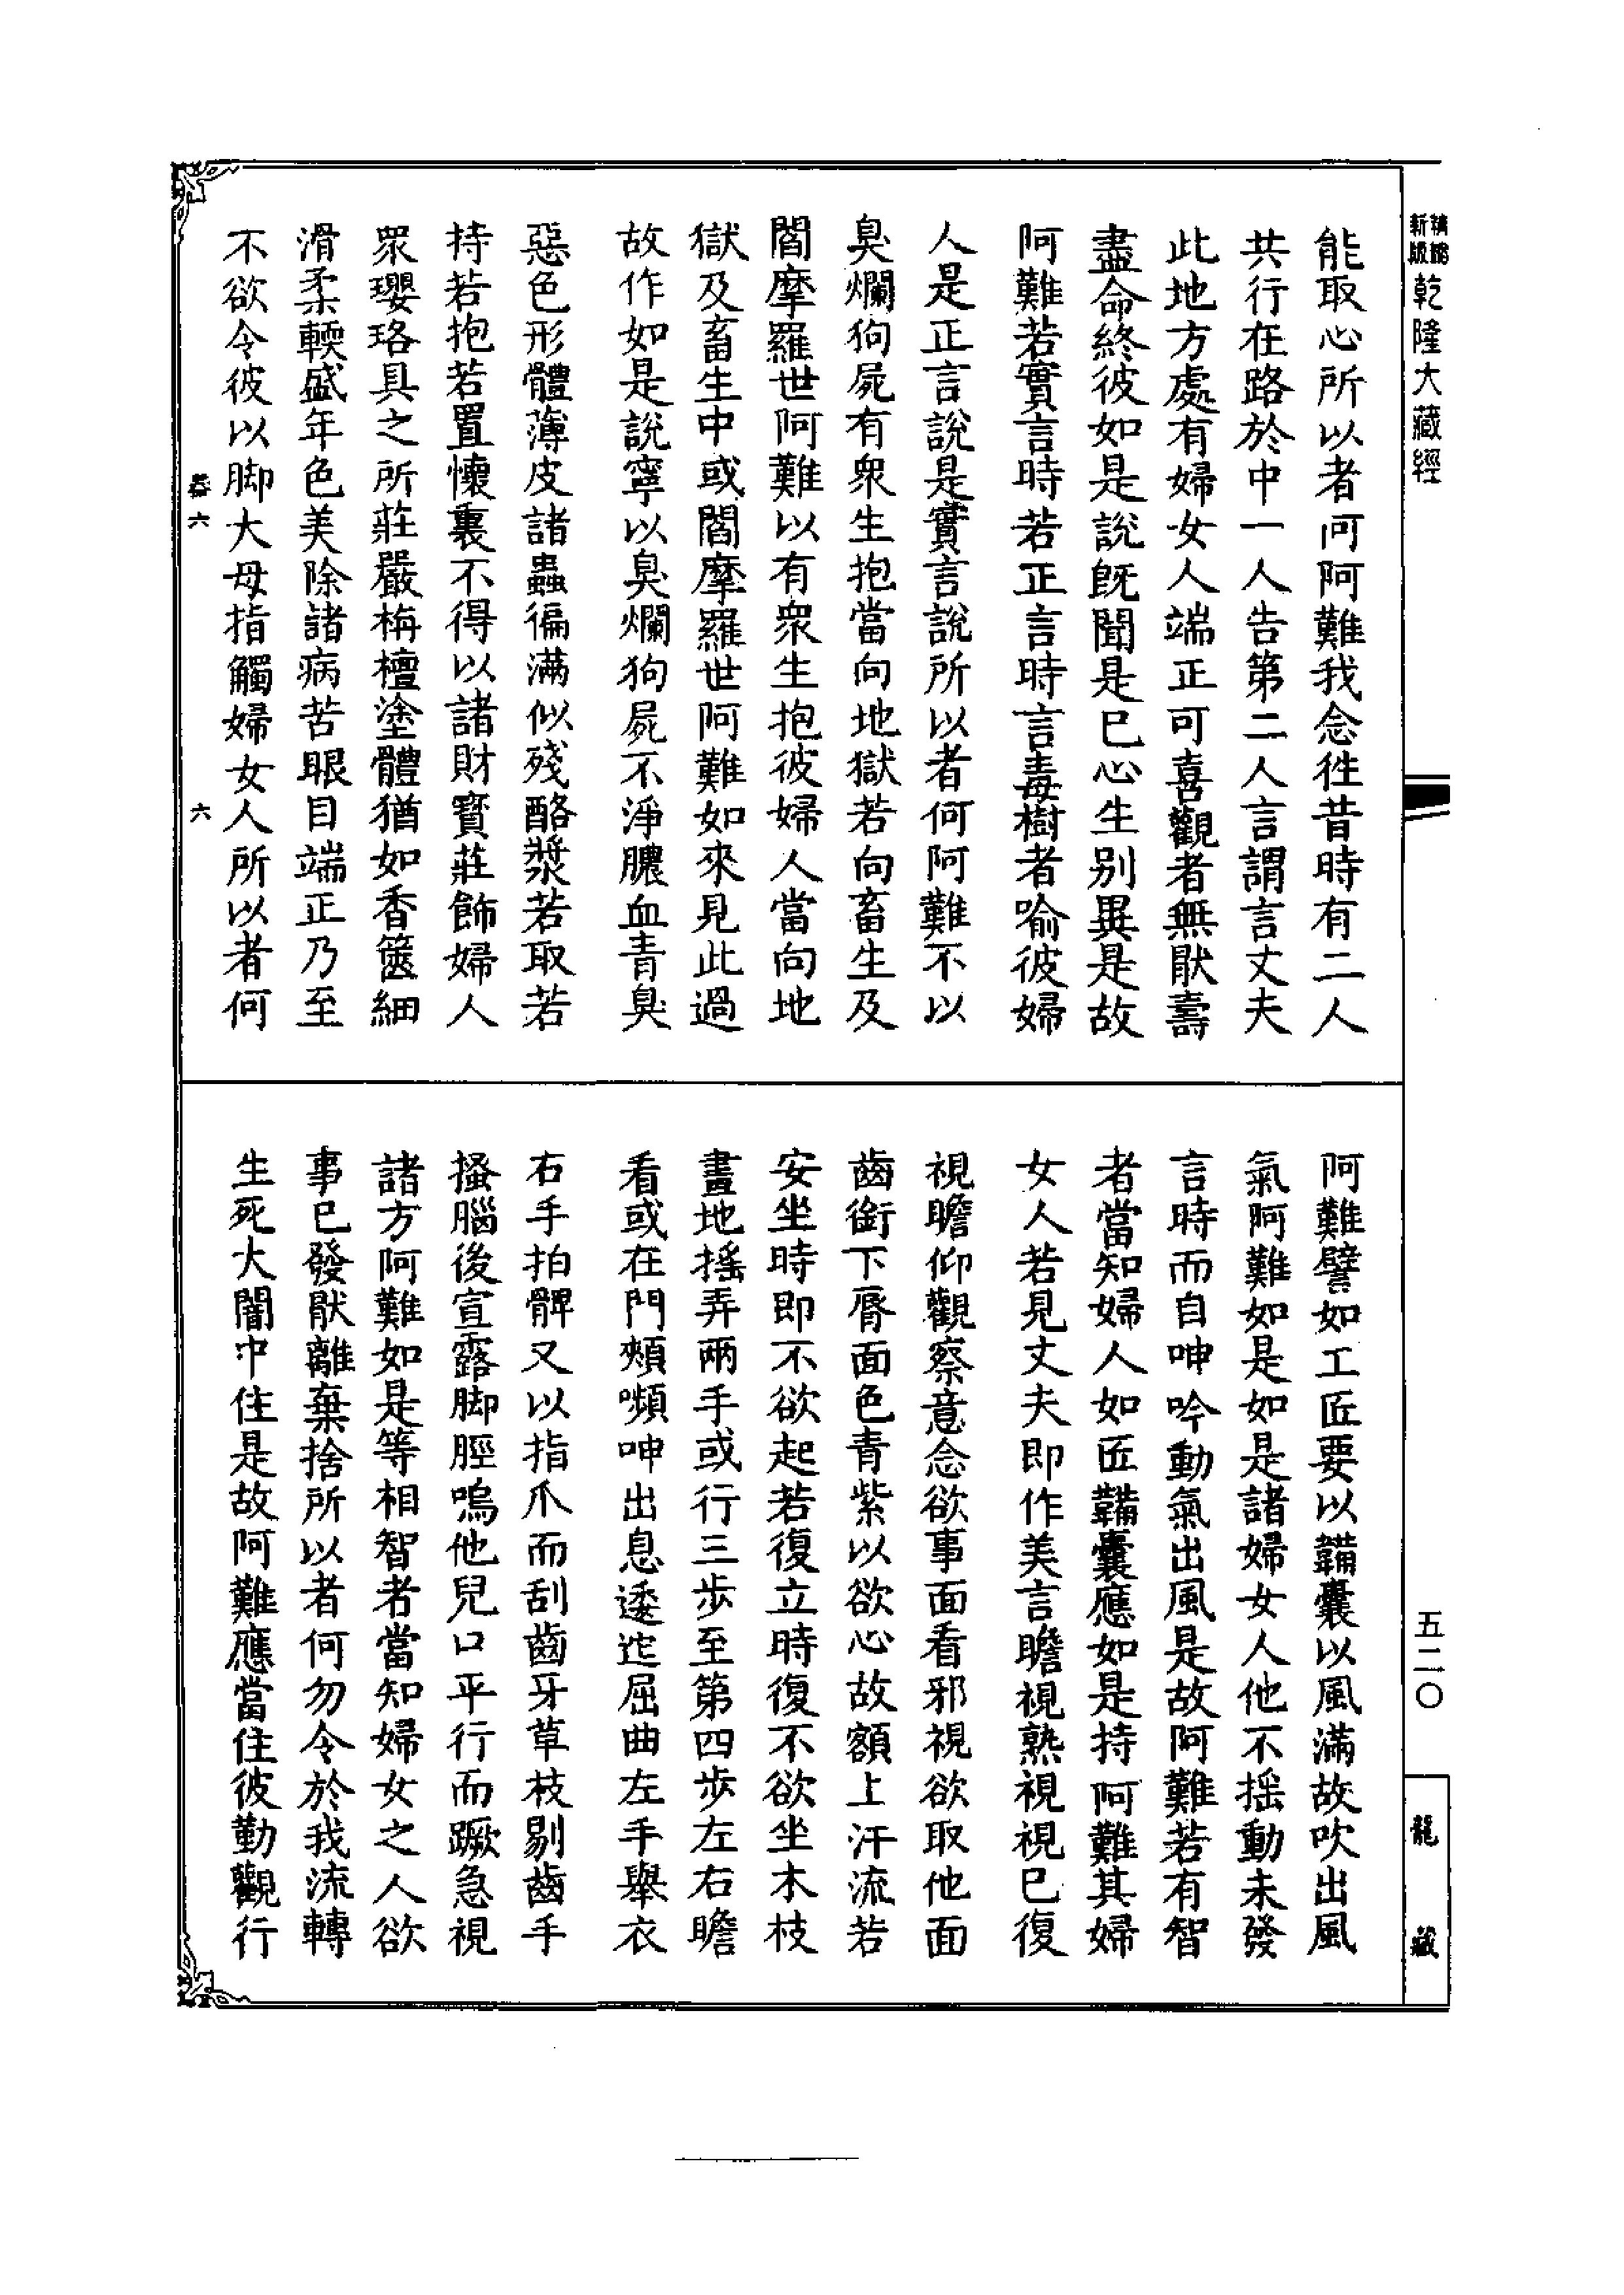 乾隆大藏經
能取心所以者何阿難我念徃昔時有二人
共行在路於中一人告第二人言謂言丈夫
此地方處有婦女人端正可喜觀者無猒壽
盡命終彼如是說旣聞是已心生别異是故
阿難若實言時若正言時言毒樹者喻彼婦
人是正言說是實言說所以者何阿難不以
臭爛狗屍有衆生抱當向地獄若向畜生及
閻摩羅世阿難以有衆生抱彼婦人當向地
獄及畜生中或閻摩羅世阿難如來見此過
故作如是說寧以臭爛狗屍不淨膿血青臭
惡色形體薄皮諸蟲徧滿似殘酪漿若取若
持若抱若置懷裏不得以諸財寶莊飾婦人
衆瓔珞具之所莊嚴栴檀塗體猶如香篋細
滑柔輭盛年色美除諸病苦眼目端正乃至
不欲令彼以脚大母指觸婦女人所以者何
阿難譬如工匠要以韛囊以風滿故吹出風
氣阿難如是如是諸婦女人他不摇動未發
言時而自呻吟動氣出風是故阿難若有智
者當知婦人如匠韛囊應如是持阿難其婦
女人若見丈夫即作美言瞻視熟視視已復
視瞻仰觀察意念欲事面看邪視欲取他面
齒銜下脣面色青紫以欲心故額上汗流若
安坐時即不欲起若復立時復不欲坐木枝
畫地摇弄兩手或行三歩至第四歩左右瞻
看或在門頰嚬呻出息逶迤屈曲左手舉衣
右手拍髀又以指爪而刮齒牙草枝剔齒手
搔腦後宣露脚脛嗚他兒口平行而蹶急視
諸方阿難如是等相智者當知婦女之人欲
事已發猒離棄捨所以者何勿令於我流轉
生死大闇中住是故阿難應當住彼勤觀行
卷六
六
五二〇
龍藏